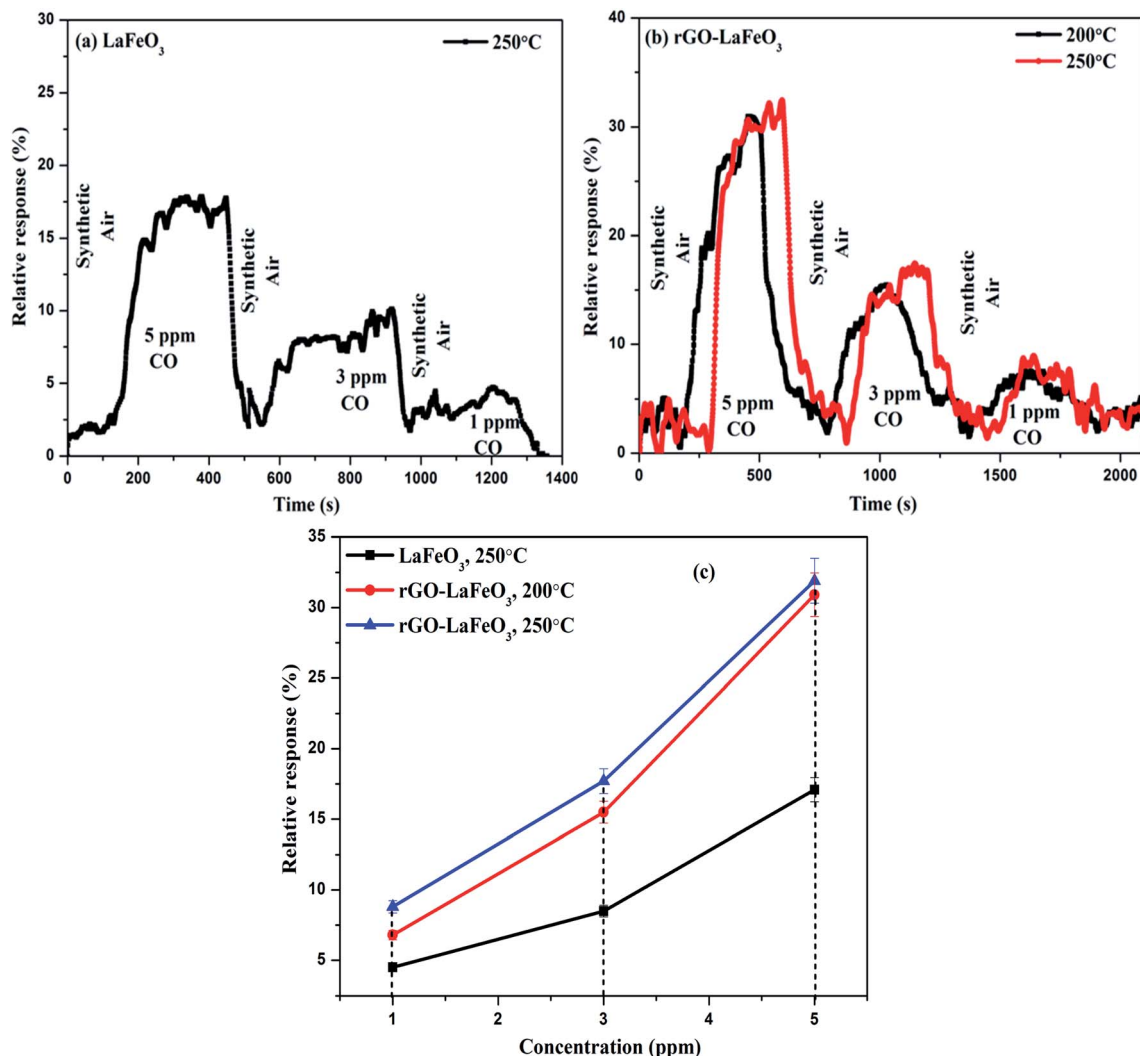 (a) LaFeO₃
250°C
30
25
20
15
10
5
0
Relative response (%)
Synthetic
Air
5 ppm
CO
Synthetic
Air
3 ppm
CO
Synthetic
Air
1 ppm
CO
0 200 400 600 800 1000 1200 1400
Time (s)
(b) rGO-LaFeO₃
200°C
250°C
40
30
20
10
0
Relative response (%)
Synthetic
Air
5 ppm
CO
Synthetic
Air
3 ppm
CO
Synthetic
Air
1 ppm
CO
0 500 1000 1500 2000
Time (s)
LaFeO₃, 250°C
rGO-LaFeO₃, 200°C
rGO-LaFeO₃, 250°C
(c)
35
30
25
20
15
10
5
Relative response (%)
1 2 3 4 5
Concentration (ppm)